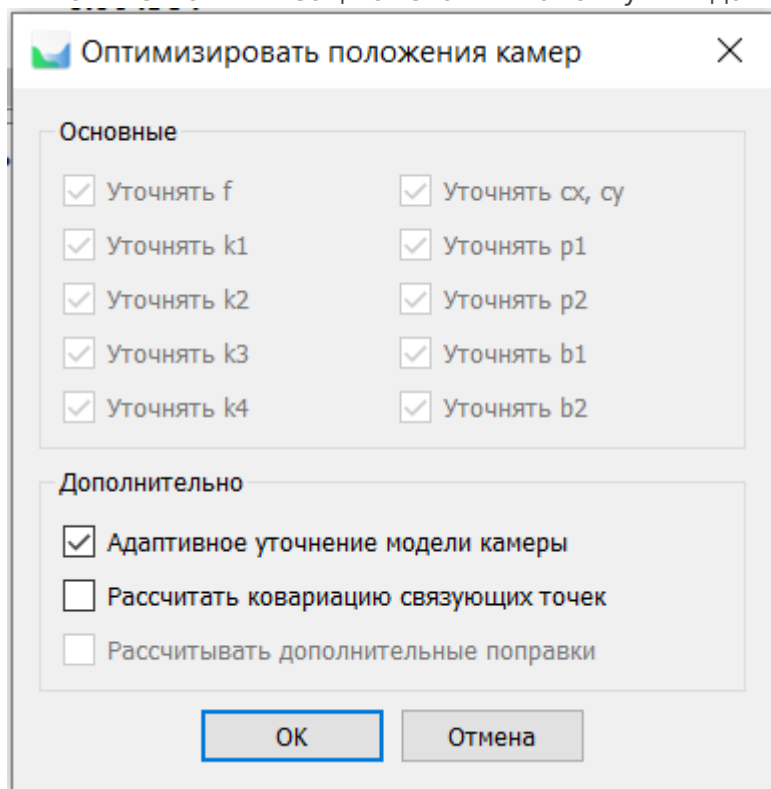 Оптимизировать положения камер
Основные
Уточнять f
Уточнять cx, cy
Уточнять k1
Уточнять p1
Уточнять k2
Уточнять p2
Уточнять k3
Уточнять b1
Уточнять k4
Уточнять b2
Дополнительно
Адаптивное уточнение модели камеры
Рассчитать ковариацию связующих точек
Рассчитывать дополнительные поправки
OK
Отмена